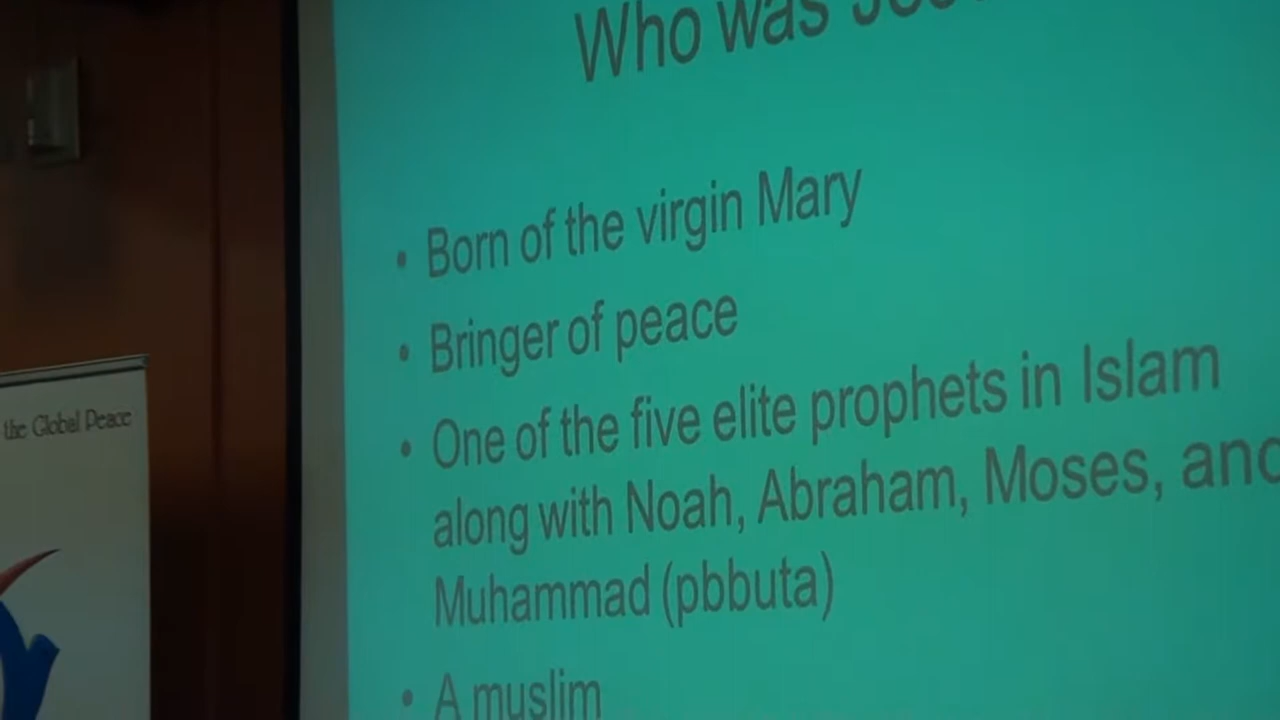 Who was
• Born of the virgin Mary
• Bringer of peace
• One of the five elite prophets in Islam
along with Noah, Abraham, Moses, and
Muhammad (pbbuta)
• A muslim
the Global Peace